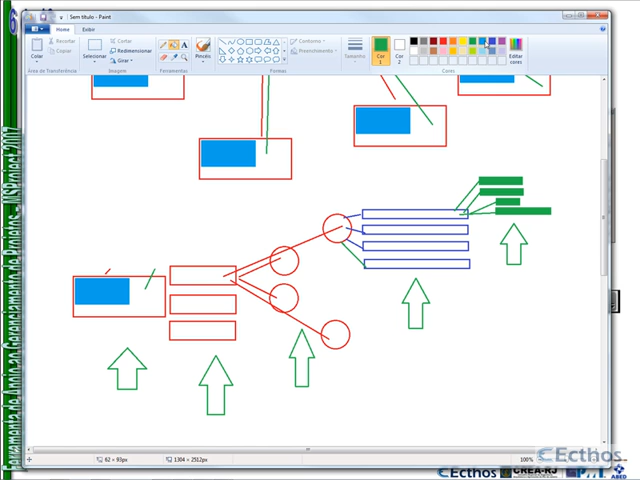 Sem título - Paint
Home
Exibir
Colar
Recortar
Copiar
Área de Transferência
Selecionar
Cortar
Redimensionar
Girar
Imagem
Ferramentas
Pincéis
Formas
Contorno
Preenchimento
Tamanho
Cor 1
Cor 2
Editar cores
Cores
Ferramenta de Apoio ao Gerenciamento de Projetos - MSProject 2007
62 × 93px
1304 × 2512px
100%
Ecthos
Ecthos
CREA-RJ
ABED